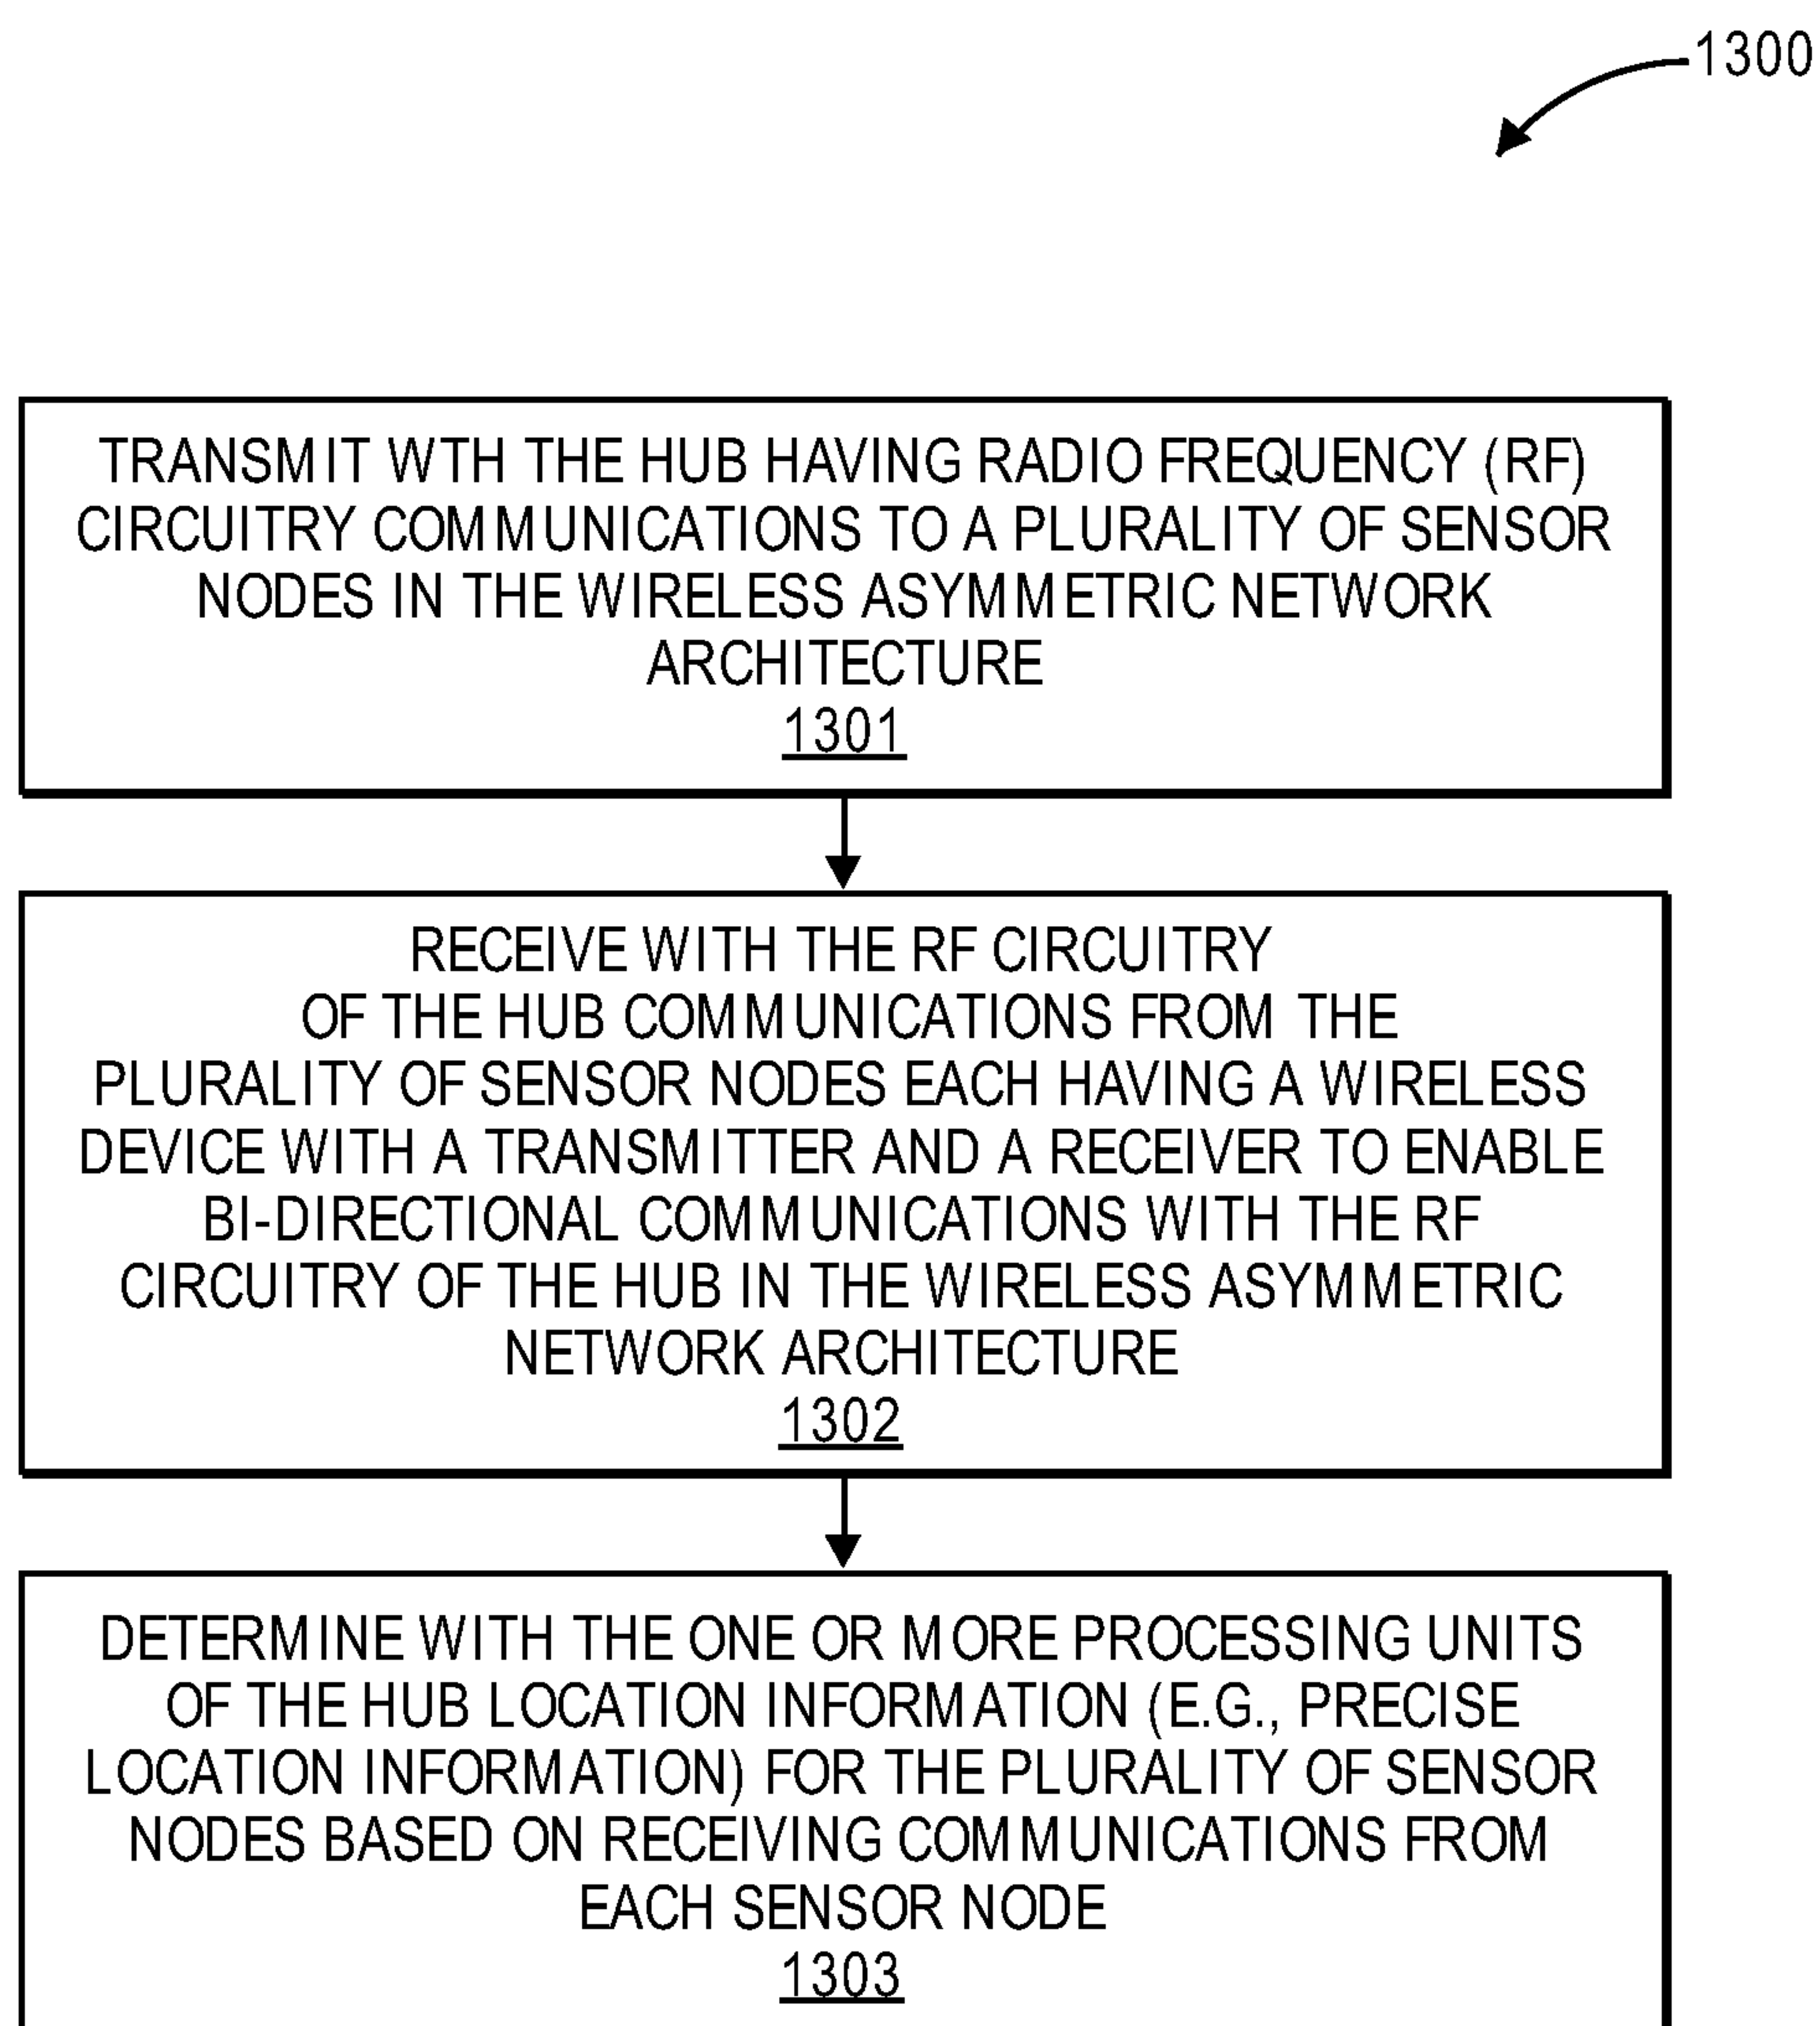 1300
TRANSMIT WTH THE HUB HAVING RADIO FREQUENCY (RF)
CIRCUITRY COMMUNICATIONS TO A PLURALITY OF SENSOR
NODES IN THE WIRELESS ASYMMETRIC NETWORK
ARCHITECTURE
1301
RECEIVE WITH THE RF CIRCUITRY
OF THE HUB COMMUNICATIONS FROM THE
PLURALITY OF SENSOR NODES EACH HAVING A WIRELESS
DEVICE WITH A TRANSMITTER AND A RECEIVER TO ENABLE
BI-DIRECTIONAL COMMUNICATIONS WITH THE RF
CIRCUITRY OF THE HUB IN THE WIRELESS ASYMMETRIC
NETWORK ARCHITECTURE
1302
DETERMINE WITH THE ONE OR MORE PROCESSING UNITS
OF THE HUB LOCATION INFORMATION (E.G., PRECISE
LOCATION INFORMATION) FOR THE PLURALITY OF SENSOR
NODES BASED ON RECEIVING COMMUNICATIONS FROM
EACH SENSOR NODE
1303